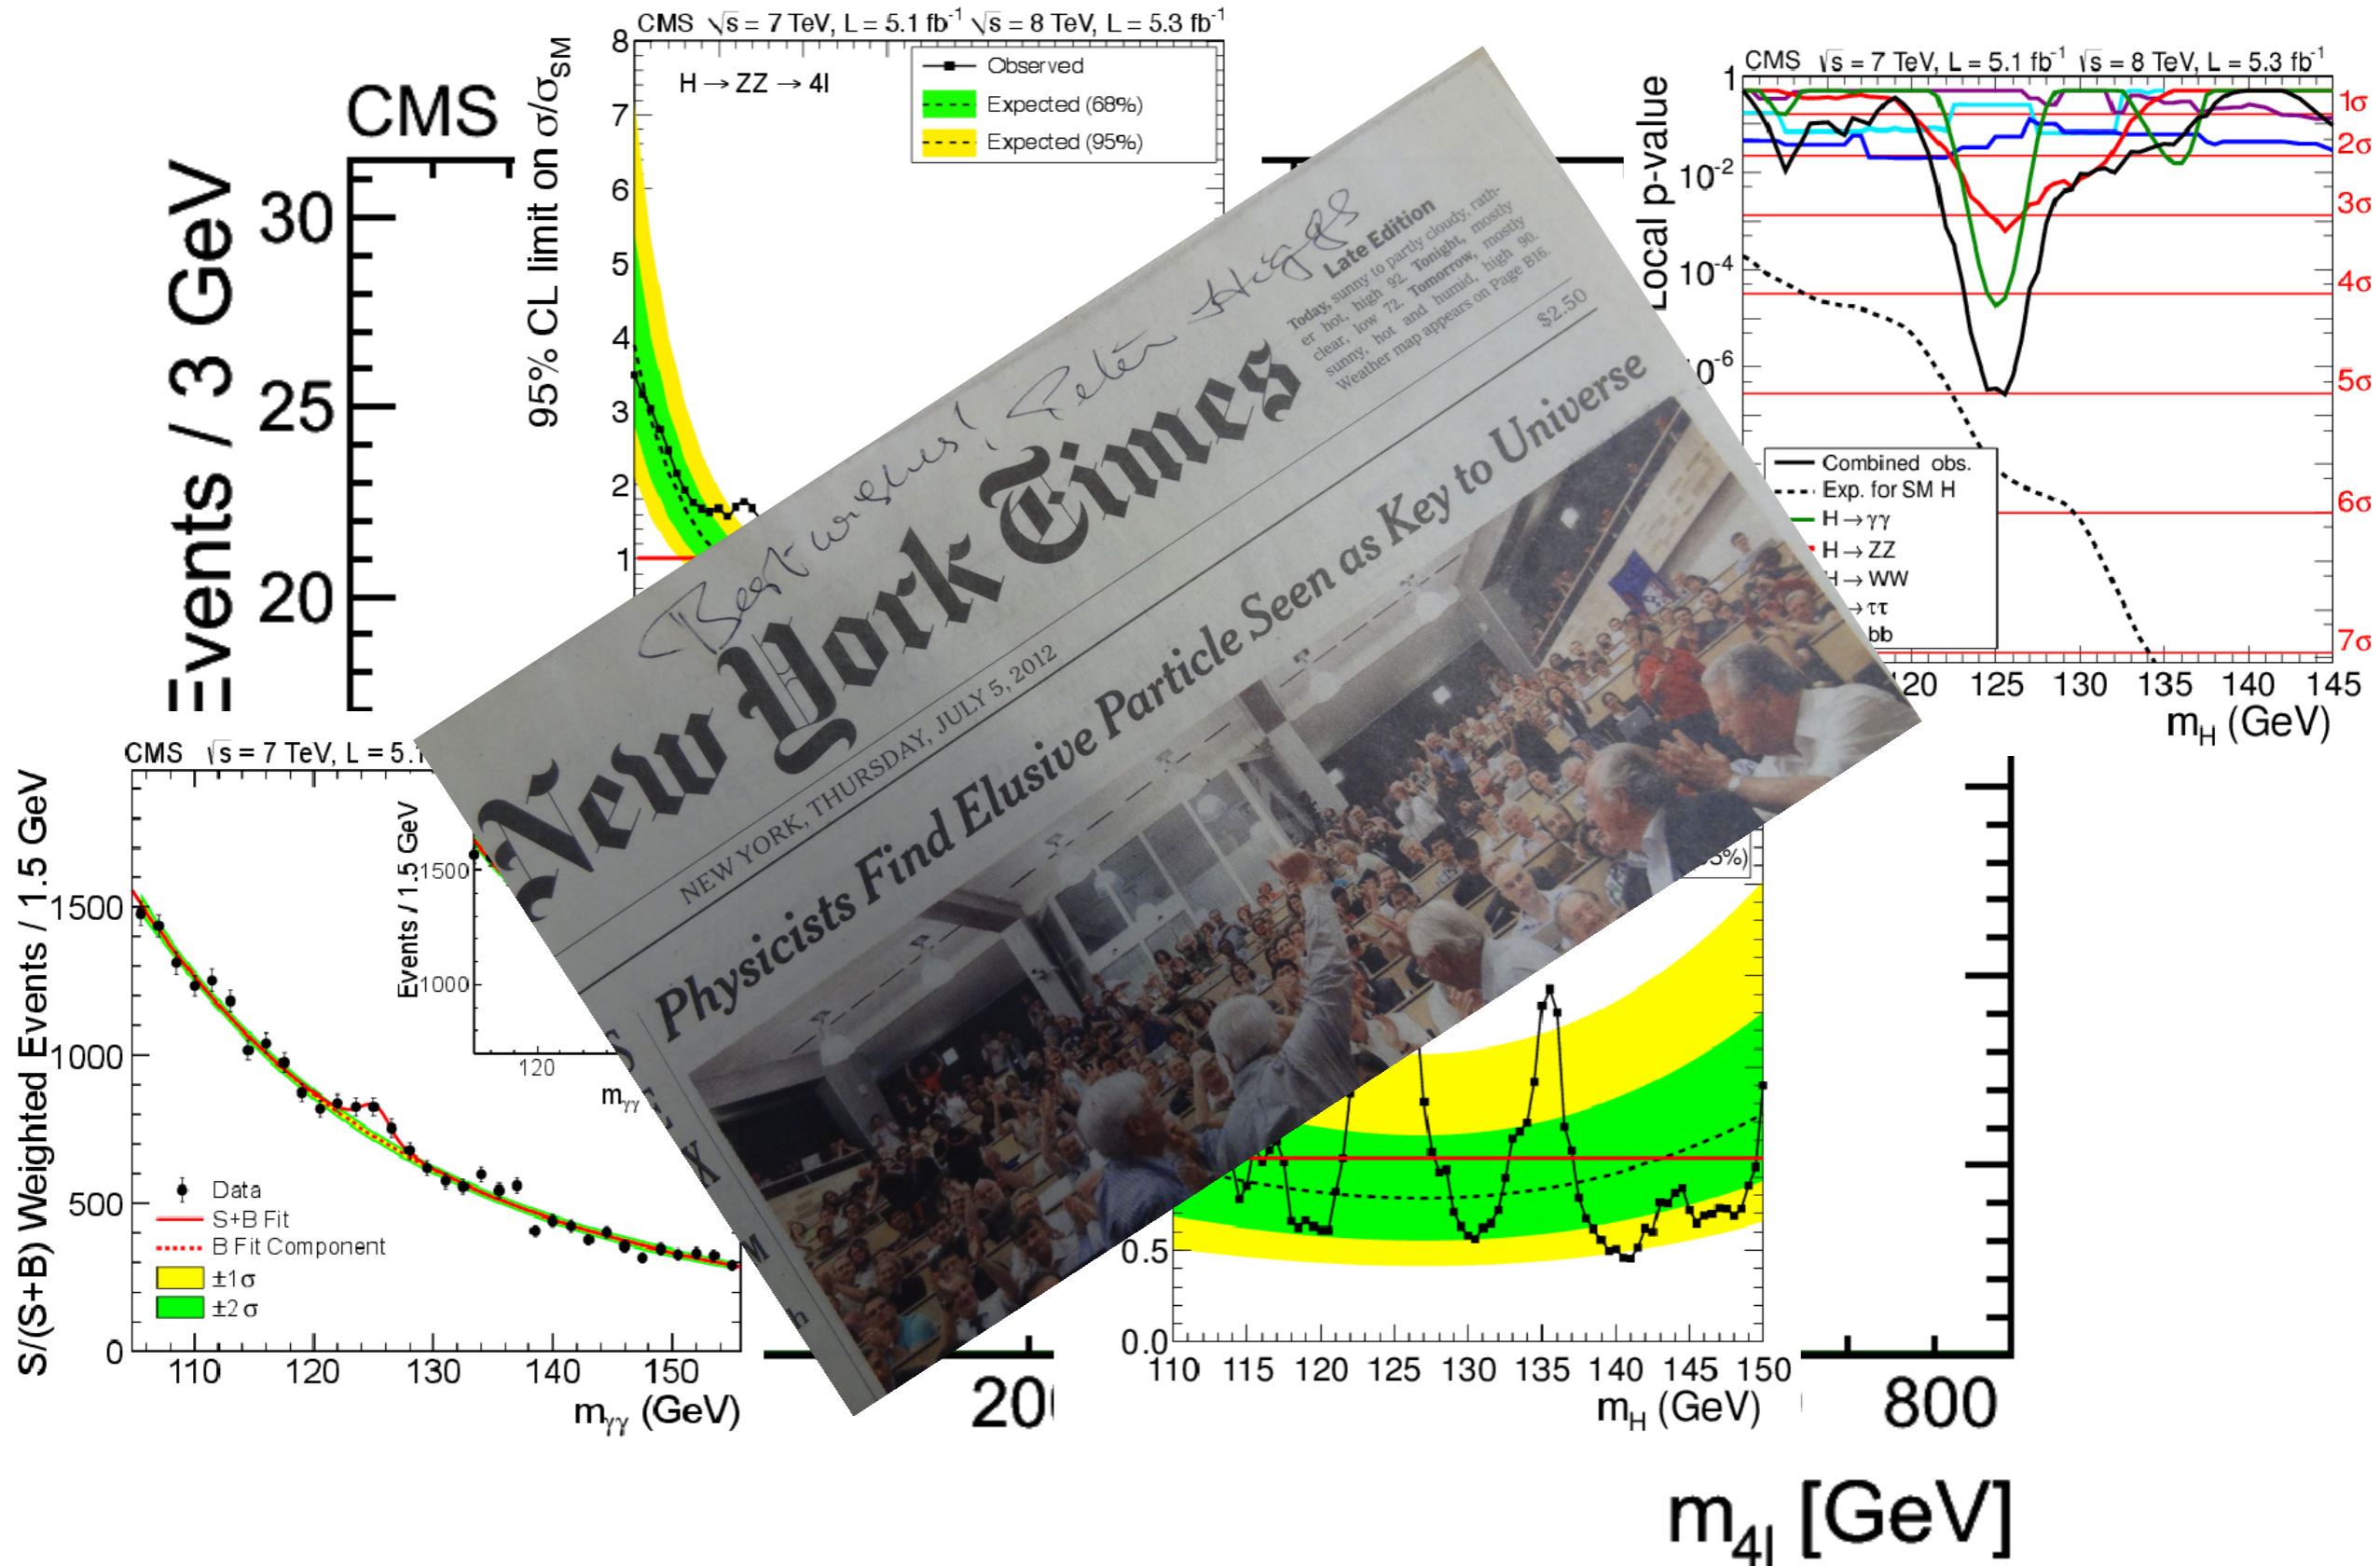 CMS √s = 7 TeV, L = 5.1 fb⁻¹ √s = 8 TeV, L = 5.3 fb⁻¹
8
7
6
5
4
3
2
1
95% CL limit on σ/σSM
H → ZZ → 4l
Observed
Expected (68%)
Expected (95%)
CMS
Events / 3 GeV
30
25
20
CMS √s = 7 TeV, L = 5.1 fb⁻¹ √s = 8 TeV, L = 5.3 fb⁻¹
Local p-value
1
10⁻²
10⁻⁴
1σ
2σ
3σ
4σ
5σ
6σ
7σ
Combined obs.
Exp. for SM H
H → γγ
H → ZZ
H → WW
→ ττ
bb
120 125 130 135 140 145
mH (GeV)
Best wishes! Peter Higgs
Late Edition
Today, sunny to partly cloudy, rath-
er hot, high 92. Tonight, mostly
clear, low 72. Tomorrow, mostly
sunny, hot and humid, high 90.
Weather map appears on Page B16.
$2.50
New York Times
NEW YORK, THURSDAY, JULY 5, 2012
Physicists Find Elusive Particle Seen as Key to Universe
CMS √s = 7 TeV, L = 5.1
S/(S+B) Weighted Events / 1.5 GeV
1500
1000
500
0
Data
S+B Fit
B Fit Component
±1σ
±2σ
110 120 130 140 150
mγγ (GeV)
Events / 1.5 GeV
1500
1000
120
mγγ
5%)
0.5
0.0
110 115 120 125 130 135 140 145 150
mH (GeV)
200
800
m4l [GeV]